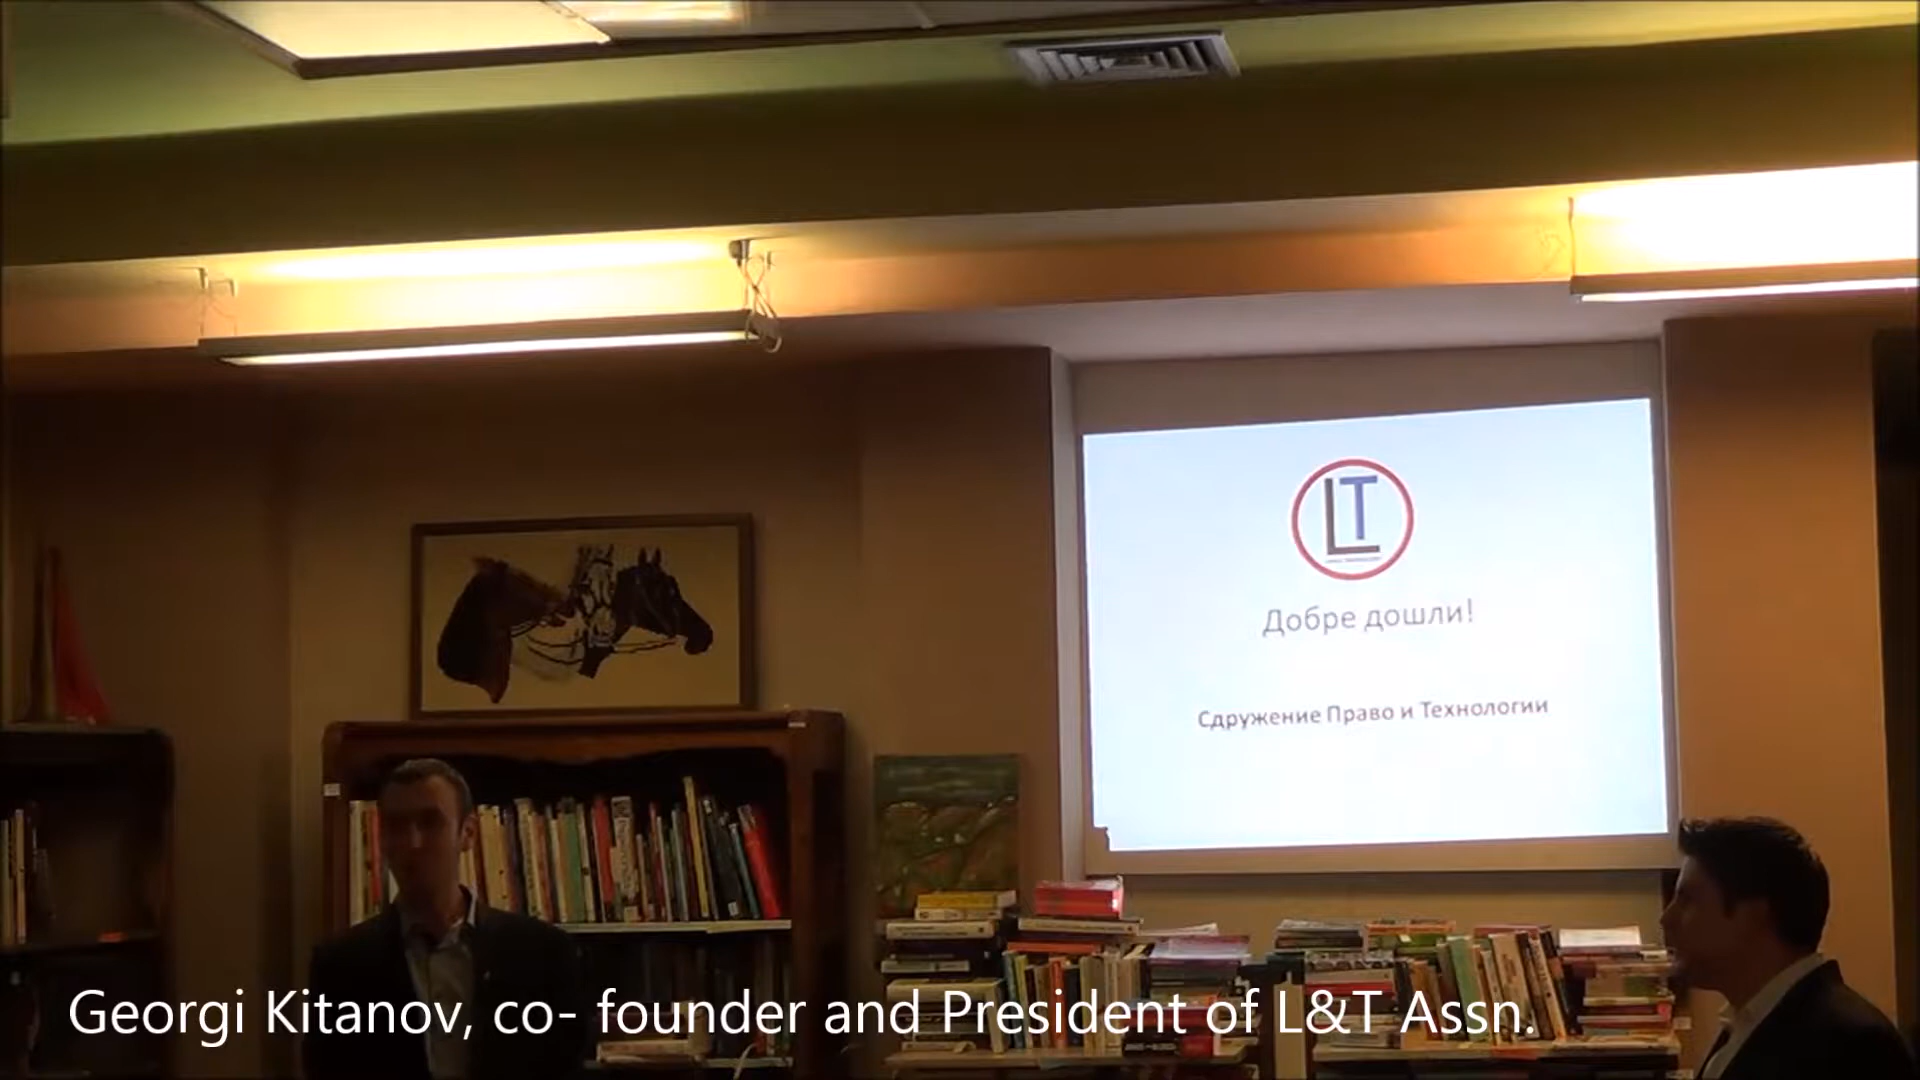 LT
Добре дошли!
Сдружение Право и Технологии
Georgi Kitanov, co- founder and President of L&T Assn.